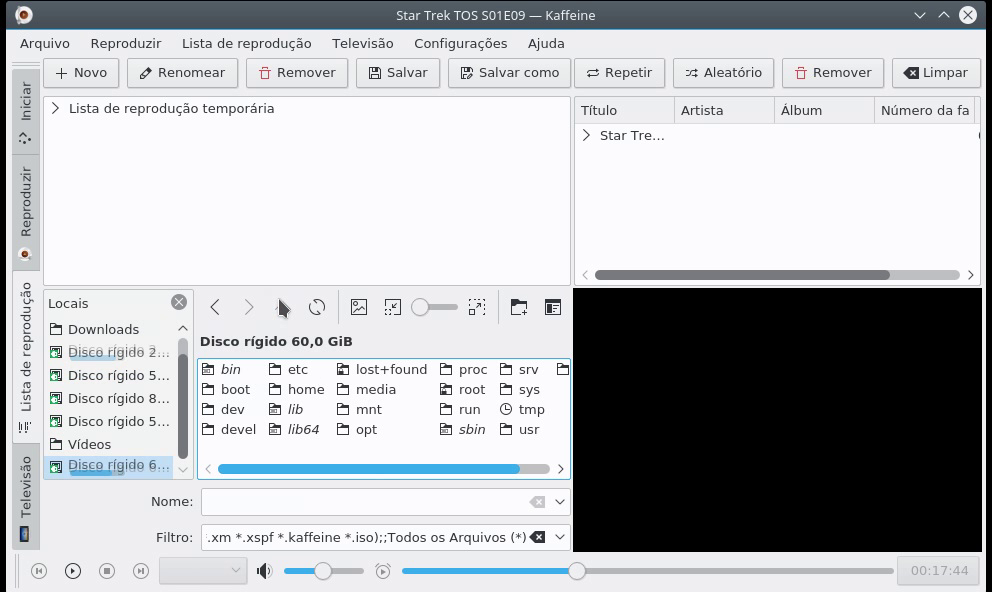 Star Trek TOS S01E09 — Kaffeine
Arquivo Reproduzir Lista de reprodução Televisão Configurações Ajuda
Novo Renomear Remover Salvar Salvar como Repetir Aleatório Remover Limpar
Iniciar
Reproduzir
Lista de reprodução
Televisão
Lista de reprodução temporária
Título Artista Álbum Número da fa
Star Tre...
Locais
Downloads
Disco rígido 2...
Disco rígido 5...
Disco rígido 8...
Disco rígido 5...
Vídeos
Disco rígido 6...
Disco rígido 60,0 GiB
bin etc lost+found proc srv
boot home media root sys
dev lib mnt run tmp
devel lib64 opt sbin usr
Nome:
Filtro: .xm *.xspf *.kaffeine *.iso);;Todos os Arquivos (*)
00:17:44